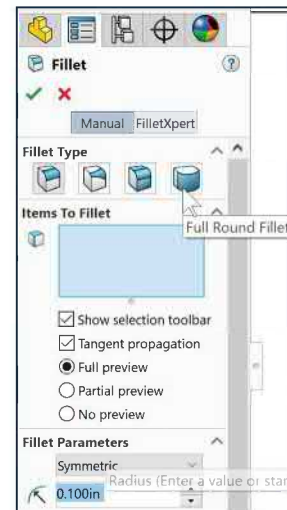 Fillet
Manual FilletXpert
Fillet Type
Items To Fillet
Full Round Fillet
Show selection toolbar
Tangent propagation
Full preview
Partial preview
No preview
Fillet Parameters
Symmetric
Radius (Enter a value or star
0.100in